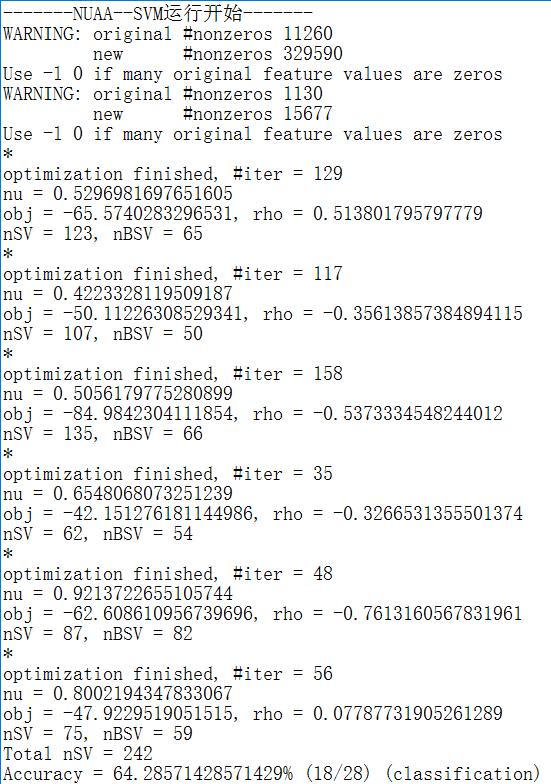 -------NUAA--SVM运行开始-------
WARNING: original #nonzeros 11260
         new      #nonzeros 329590
Use -l 0 if many original feature values are zeros
WARNING: original #nonzeros 1130
         new      #nonzeros 15677
Use -l 0 if many original feature values are zeros
*
optimization finished, #iter = 129
nu = 0.5296981697651605
obj = -65.5740283296531, rho = 0.513801795797779
nSV = 123, nBSV = 65
*
optimization finished, #iter = 117
nu = 0.4223328119509187
obj = -50.11226308529341, rho = -0.35613857384894115
nSV = 107, nBSV = 50
*
optimization finished, #iter = 158
nu = 0.5056179775280899
obj = -84.9842304111854, rho = -0.5373334548244012
nSV = 135, nBSV = 66
*
optimization finished, #iter = 35
nu = 0.6548068073251239
obj = -42.151276181144986, rho = -0.3266531355501374
nSV = 62, nBSV = 54
*
optimization finished, #iter = 48
nu = 0.9213722655105744
obj = -62.608610956739696, rho = -0.7613160567831961
nSV = 87, nBSV = 82
*
optimization finished, #iter = 56
nu = 0.8002194347833067
obj = -47.9229519051515, rho = 0.07787731905261289
nSV = 75, nBSV = 59
Total nSV = 242
Accuracy = 64.28571428571429% (18/28) (classification)